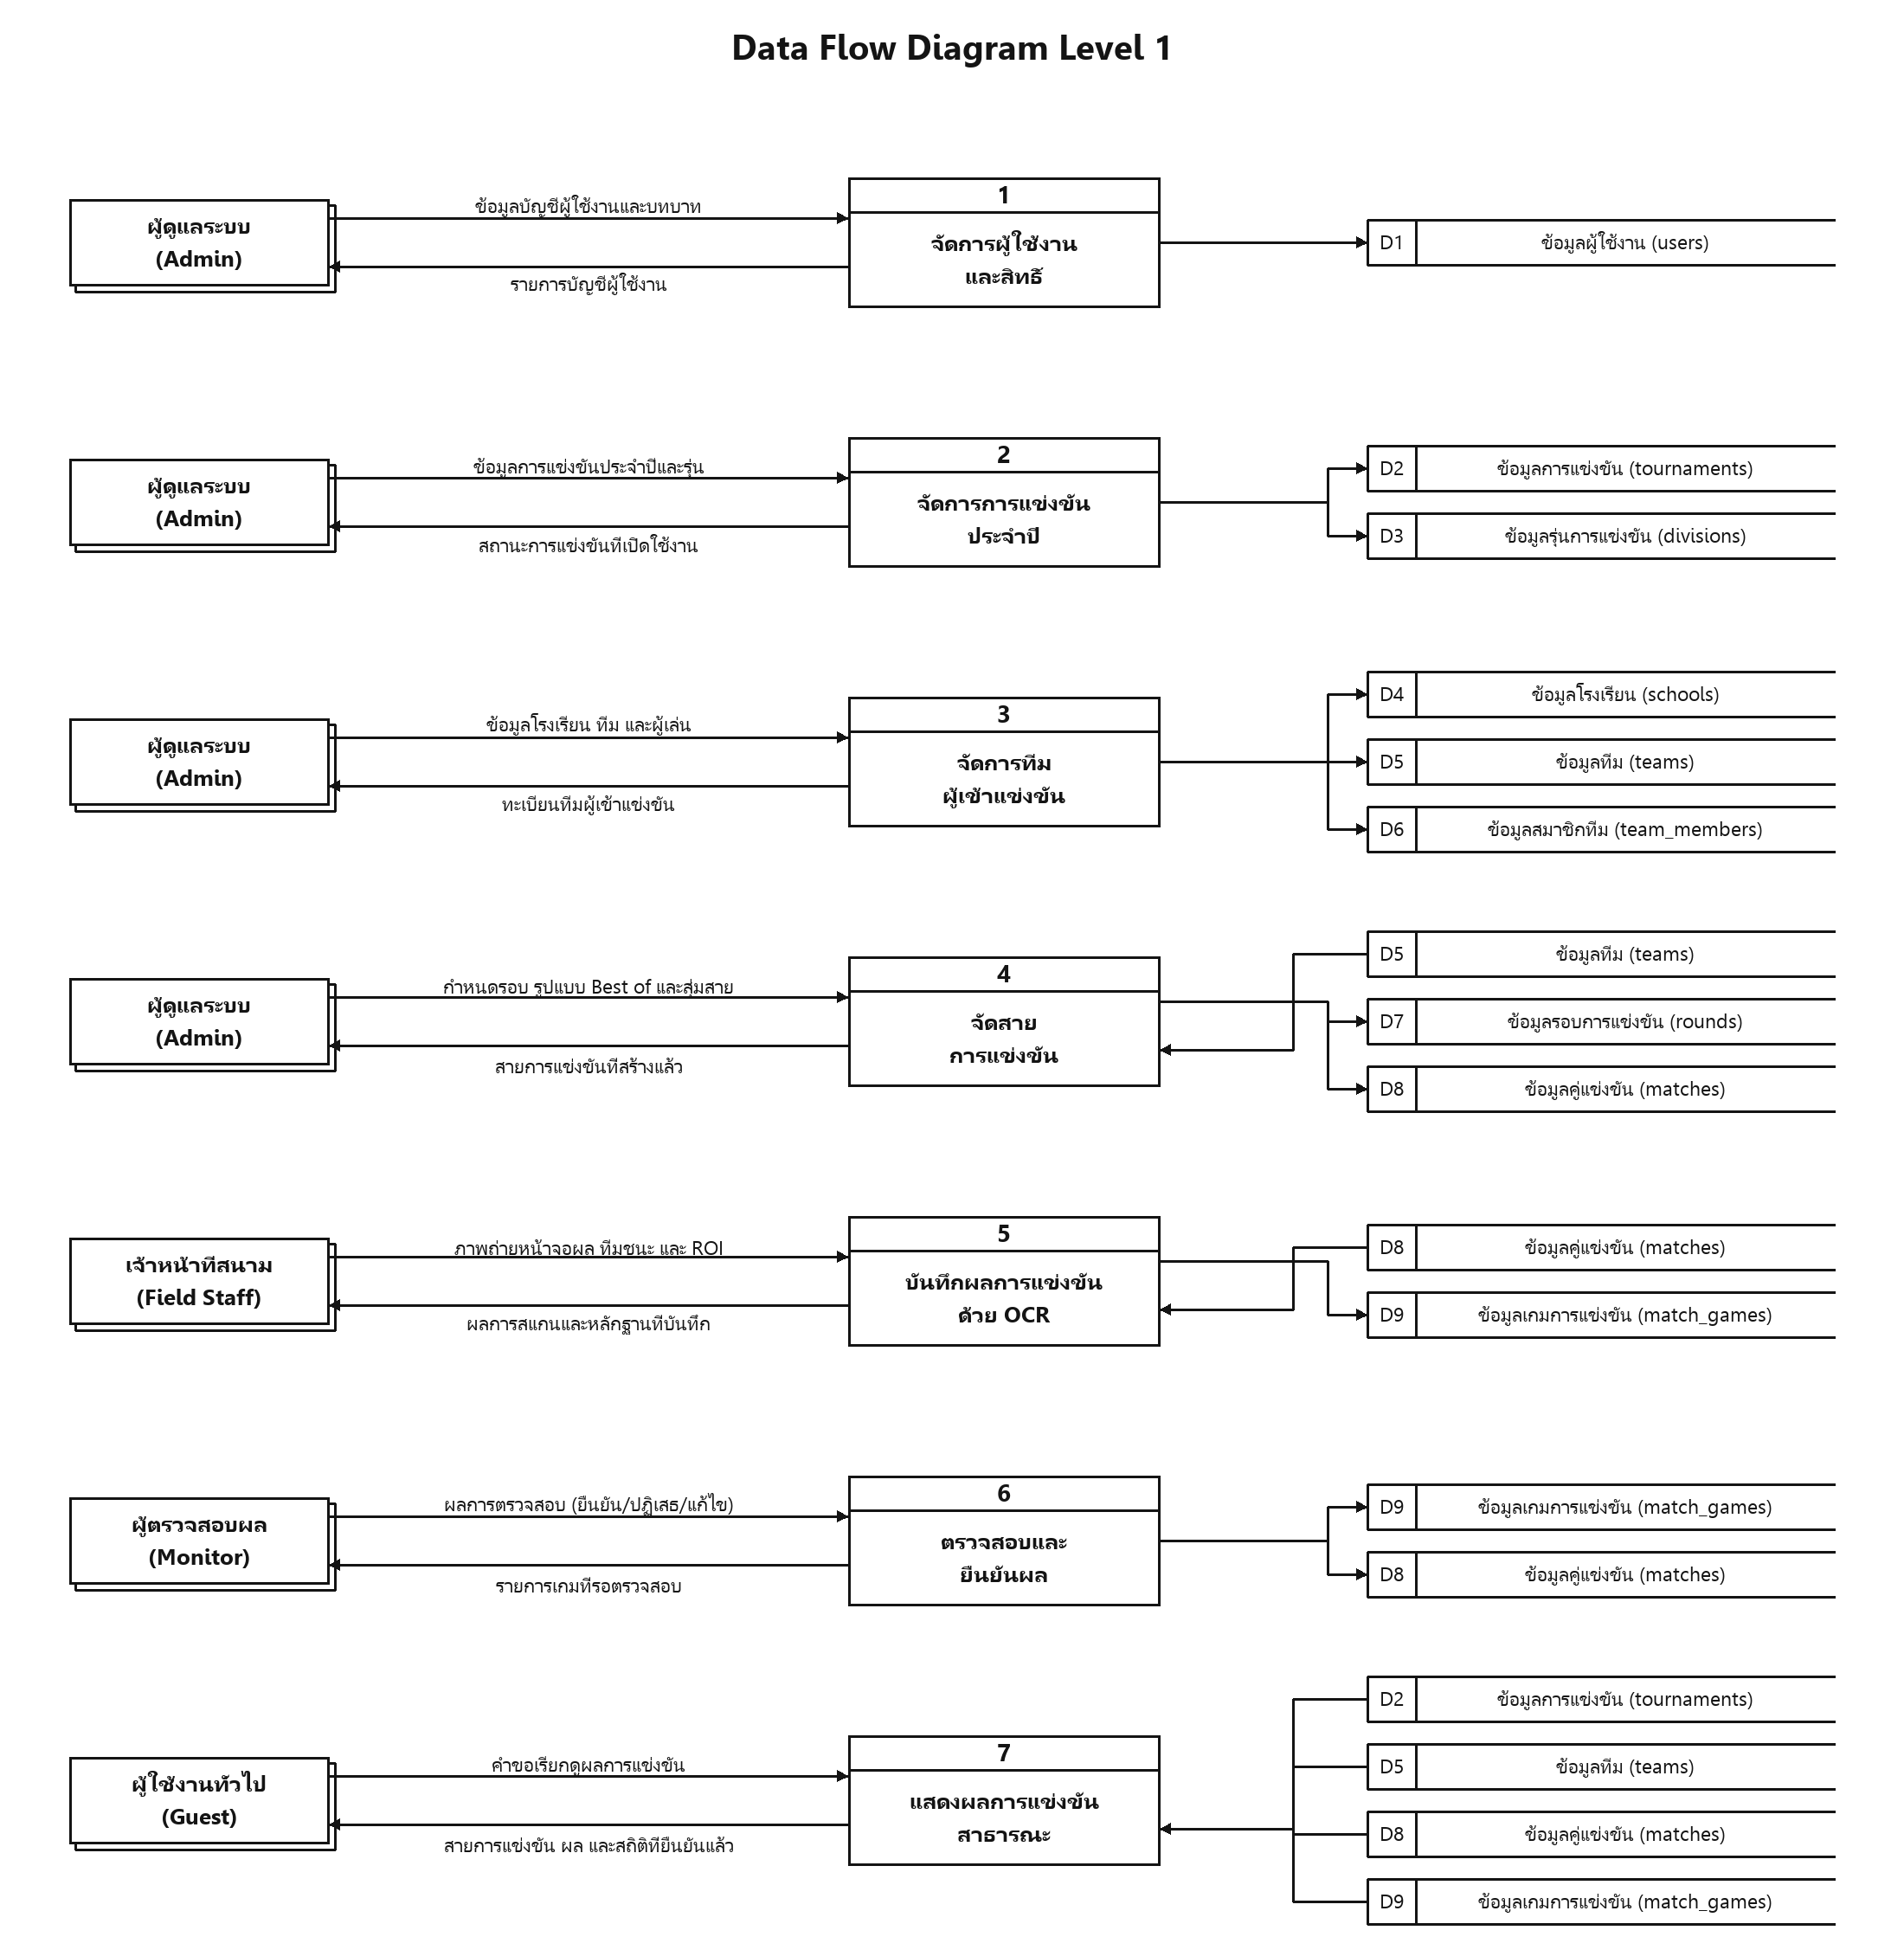 Data Flow Diagram Level 1
ผู้ดูแลระบบ
(Admin)
ข้อมูลบัญชีผู้ใช้งานและบทบาท
รายการบัญชีผู้ใช้งาน
1
จัดการผู้ใช้งาน
และสิทธิ์
D1
ข้อมูลผู้ใช้งาน (users)
ผู้ดูแลระบบ
(Admin)
ข้อมูลการแข่งขันประจำปีและรุ่น
สถานะการแข่งขันที่เปิดใช้งาน
2
จัดการการแข่งขัน
ประจำปี
D2
ข้อมูลการแข่งขัน (tournaments)
D3
ข้อมูลรุ่นการแข่งขัน (divisions)
ผู้ดูแลระบบ
(Admin)
ข้อมูลโรงเรียน ทีม และผู้เล่น
ทะเบียนทีมผู้เข้าแข่งขัน
3
จัดการทีม
ผู้เข้าแข่งขัน
D4
ข้อมูลโรงเรียน (schools)
D5
ข้อมูลทีม (teams)
D6
ข้อมูลสมาชิกทีม (team_members)
ผู้ดูแลระบบ
(Admin)
กำหนดรอบ รูปแบบ Best of และสุ่มสาย
สายการแข่งขันที่สร้างแล้ว
4
จัดสาย
การแข่งขัน
D5
ข้อมูลทีม (teams)
D7
ข้อมูลรอบการแข่งขัน (rounds)
D8
ข้อมูลคู่แข่งขัน (matches)
เจ้าหน้าที่สนาม
(Field Staff)
ภาพถ่ายหน้าจอผล ทีมชนะ และ ROI
ผลการสแกนและหลักฐานที่บันทึก
5
บันทึกผลการแข่งขัน
ด้วย OCR
D8
ข้อมูลคู่แข่งขัน (matches)
D9
ข้อมูลเกมการแข่งขัน (match_games)
ผู้ตรวจสอบผล
(Monitor)
ผลการตรวจสอบ (ยืนยัน/ปฏิเสธ/แก้ไข)
รายการเกมที่รอตรวจสอบ
6
ตรวจสอบและ
ยืนยันผล
D9
ข้อมูลเกมการแข่งขัน (match_games)
D8
ข้อมูลคู่แข่งขัน (matches)
ผู้ใช้งานทั่วไป
(Guest)
คำขอเรียกดูผลการแข่งขัน
สายการแข่งขัน ผล และสถิติที่ยืนยันแล้ว
7
แสดงผลการแข่งขัน
สาธารณะ
D2
ข้อมูลการแข่งขัน (tournaments)
D5
ข้อมูลทีม (teams)
D8
ข้อมูลคู่แข่งขัน (matches)
D9
ข้อมูลเกมการแข่งขัน (match_games)